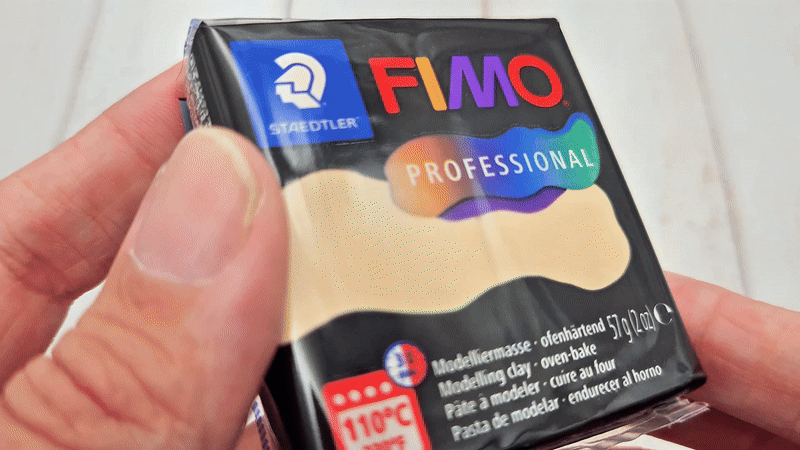 STAEDTLER
FIMO®
PROFESSIONAL
Modelliermasse · ofenhärtend 57 g (2 oz) e
Modelling clay · oven-bake
Pâte à modeler · cuire au four
Pasta de modelar · endurecer al horno
110°C